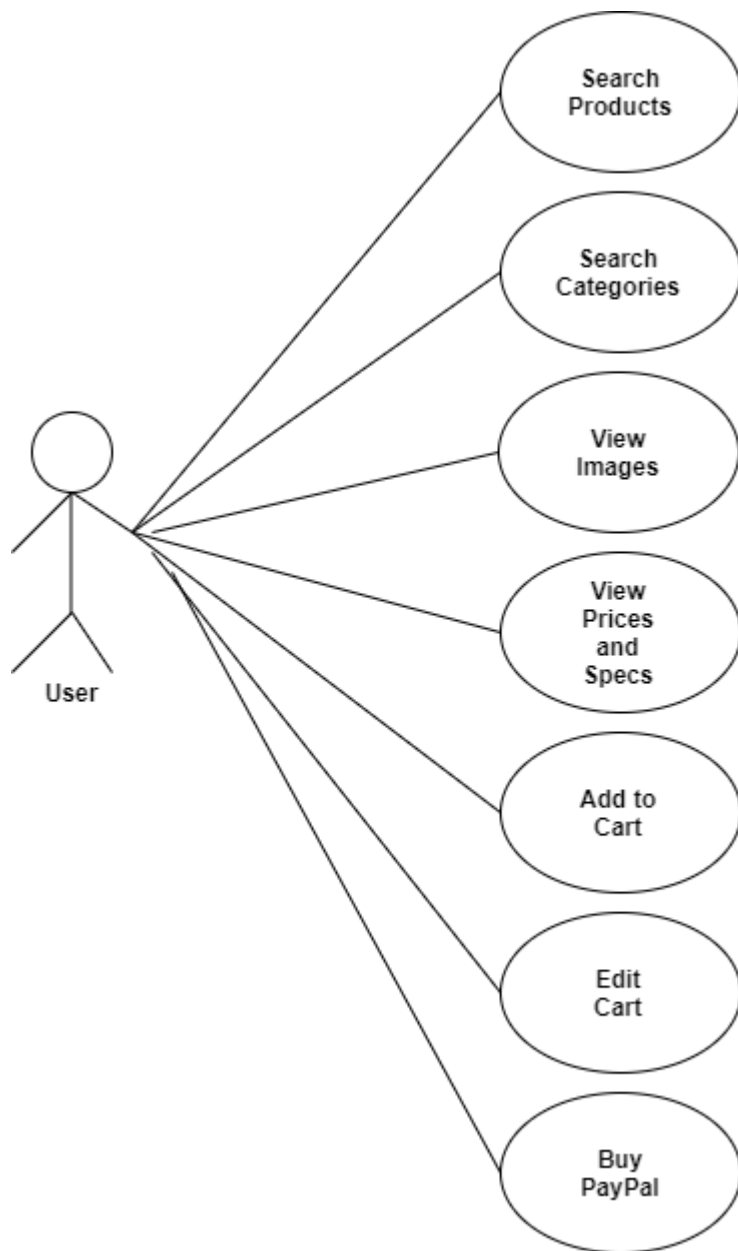 Search
Products
Search
Categories
View
Images
View
Prices
and
Specs
User
Add to
Cart
Edit
Cart
Buy
PayPal